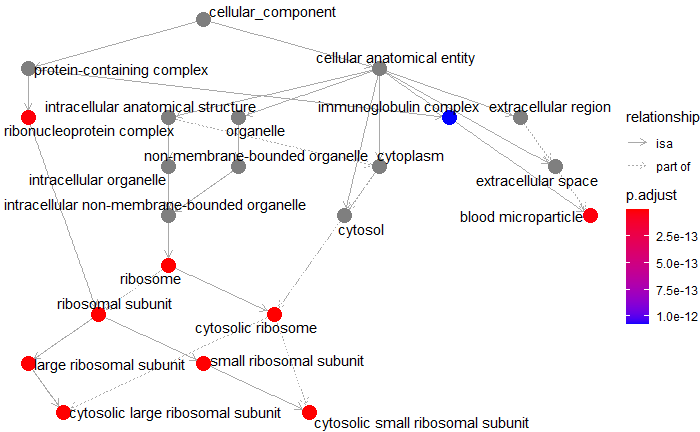 cellular_component
protein-containing complex
cellular anatomical entity
intracellular anatomical structure
immunoglobulin complex
extracellular region
ribonucleoprotein complex
organelle
non-membrane-bounded organelle
cytoplasm
intracellular organelle
extracellular space
intracellular non-membrane-bounded organelle
cytosol
blood microparticle
ribosome
ribosomal subunit
cytosolic ribosome
large ribosomal subunit
small ribosomal subunit
cytosolic large ribosomal subunit
cytosolic small ribosomal subunit
relationship
isa
part of
p.adjust
2.5e-13
5.0e-13
7.5e-13
1.0e-12